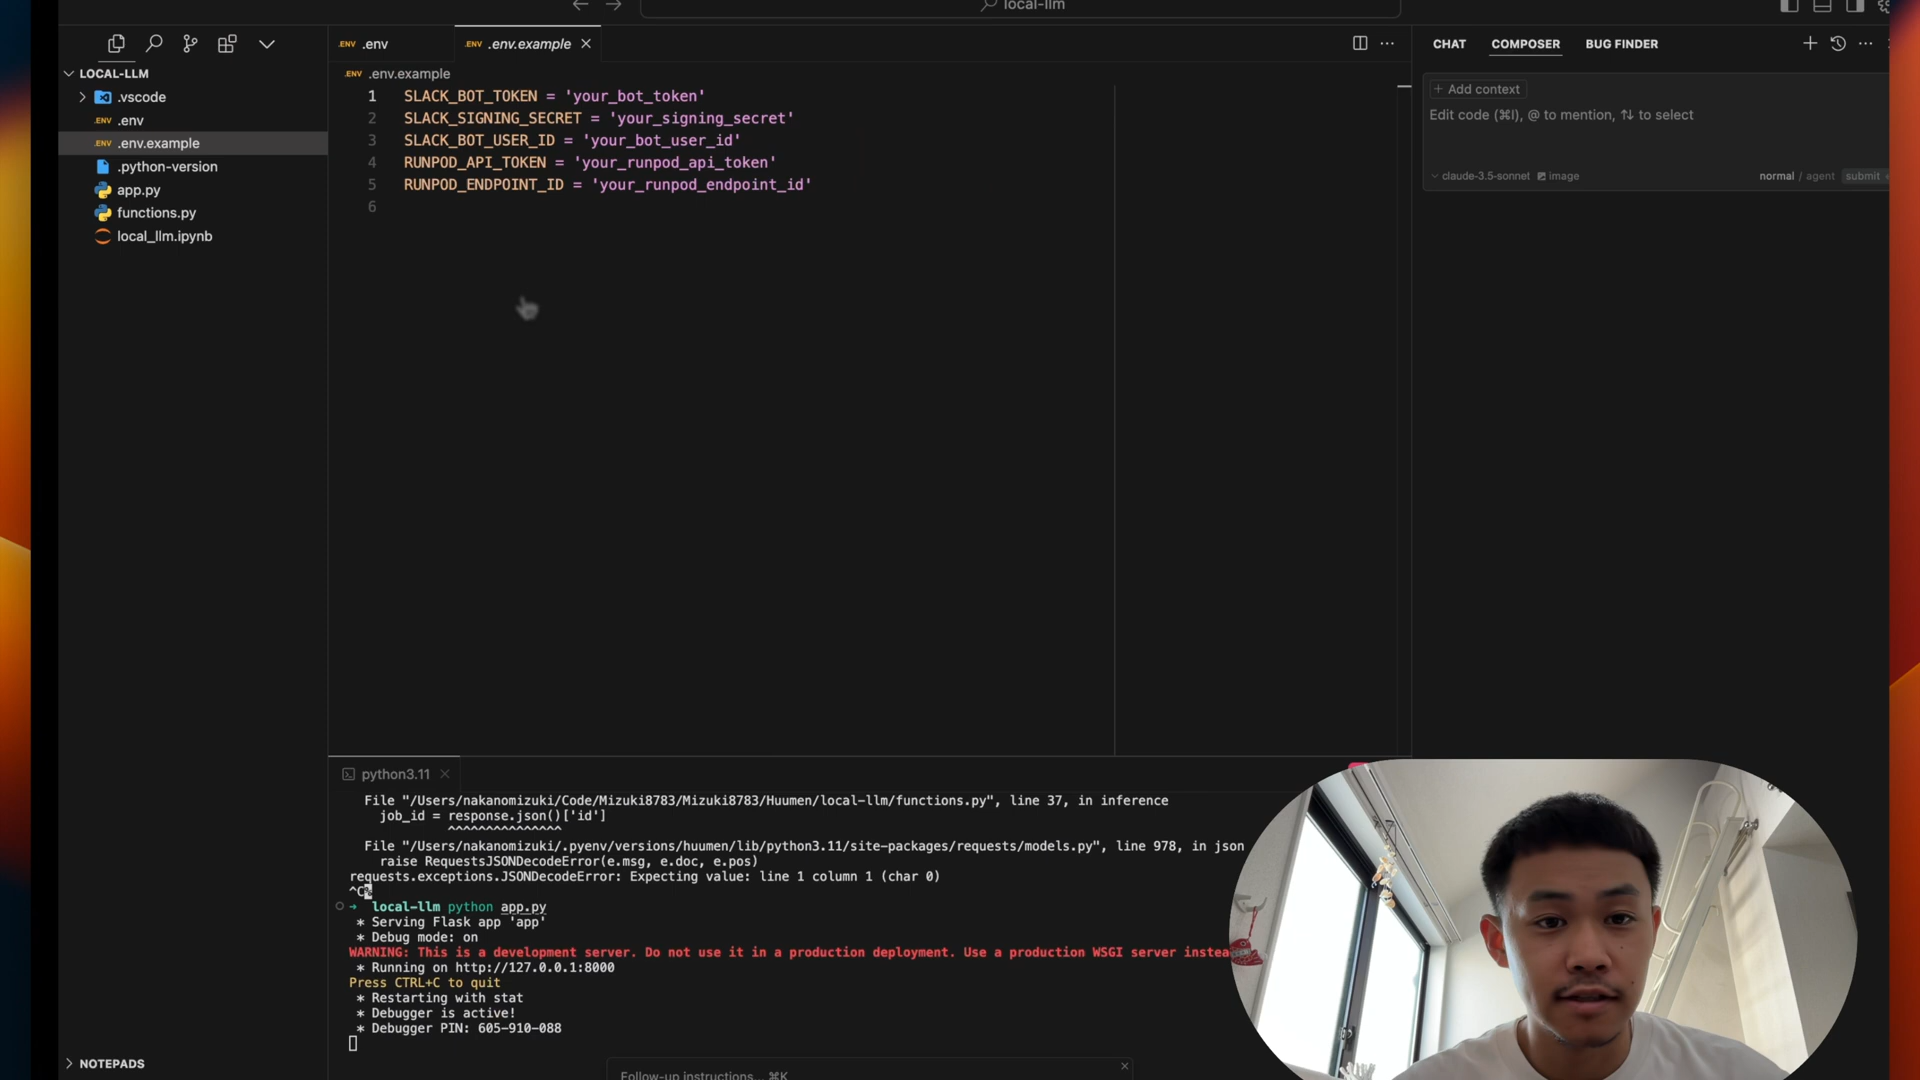 local-llm
LOCAL-LLM
.vscode
.env
.env.example
.python-version
app.py
functions.py
local_llm.ipynb
NOTEPADS
.ENV .env
.ENV .env.example
.ENV .env.example
1 SLACK_BOT_TOKEN = 'your_bot_token'
2 SLACK_SIGNING_SECRET = 'your_signing_secret'
3 SLACK_BOT_USER_ID = 'your_bot_user_id'
4 RUNPOD_API_TOKEN = 'your_runpod_api_token'
5 RUNPOD_ENDPOINT_ID = 'your_runpod_endpoint_id'
6
CHAT COMPOSER BUG FINDER
+ Add context
Edit code (⌘I), @ to mention, ⇅ to select
claude-3.5-sonnet image normal / agent submit
python3.11
File "/Users/nakanomizuki/Code/Mizuki8783/Mizuki8783/Huumen/local-llm/functions.py", line 37, in inference
job_id = response.json()['id']
^^^^^^^^^^^^^^^
File "/Users/nakanomizuki/.pyenv/versions/huumen/lib/python3.11/site-packages/requests/models.py", line 978, in json
raise RequestsJSONDecodeError(e.msg, e.doc, e.pos)
requests.exceptions.JSONDecodeError: Expecting value: line 1 column 1 (char 0)
^C%
➜ local-llm python app.py
* Serving Flask app 'app'
* Debug mode: on
WARNING: This is a development server. Do not use it in a production deployment. Use a production WSGI server instea
* Running on http://127.0.0.1:8000
Press CTRL+C to quit
* Restarting with stat
* Debugger is active!
* Debugger PIN: 605-910-088
Follow-up instructions... ⌘K